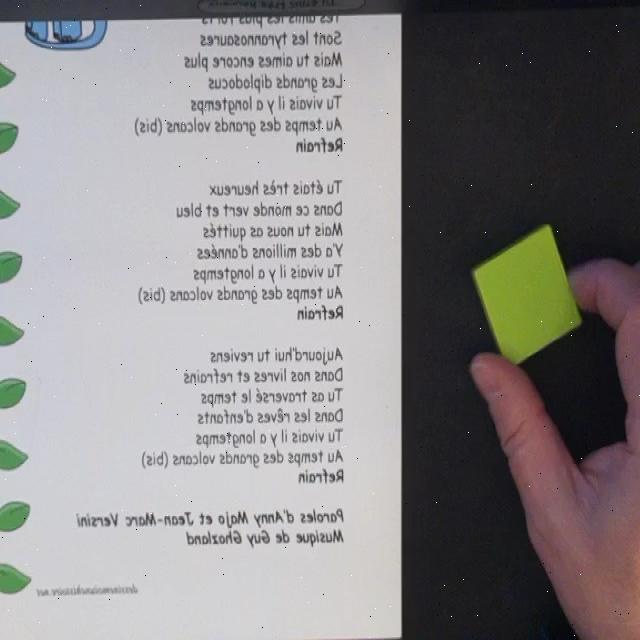 Tes amis les plus forts
Sont les tyrannosaures
Mais tu aimes encore plus
Les grands diplodocus
Tu vivais il y a longtemps
Au temps des grands volcans (bis)
Refrain
Tu étais très heureux
Dans ce monde vert et bleu
Mais tu nous as quittés
Y'a des millions d'années
Tu vivais il y a longtemps
Au temps des grands volcans (bis)
Refrain
Aujourd'hui tu reviens
Dans nos livres et refrains
Tu as traversé le temps
Dans les rêves d'enfants
Tu vivais il y a longtemps
Au temps des grands volcans (bis)
Refrain
Paroles d'Anny Majo et Jean-Marc Versini
Musique de Guy Ghozland